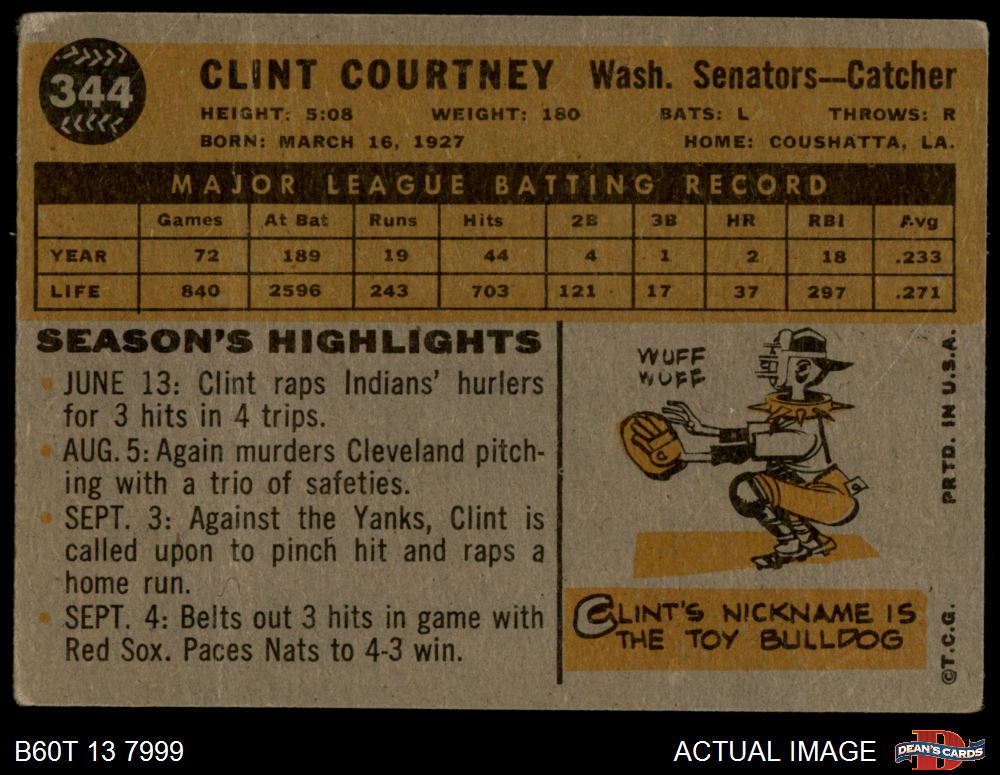 344
CLINT COURTNEY Wash. Senators—Catcher
HEIGHT: 5:08 WEIGHT: 180 BATS: L THROWS: R
BORN: MARCH 16, 1927 HOME: COUSHATTA, LA.
MAJOR LEAGUE BATTING RECORD
Games At Bat Runs Hits 2B 3B HR RBI Avg
YEAR 72 189 19 44 4 1 2 18 .233
LIFE 840 2596 243 703 121 17 37 297 .271
SEASON'S HIGHLIGHTS
• JUNE 13: Clint raps Indians' hurlers
for 3 hits in 4 trips.
• AUG. 5: Again murders Cleveland pitch-
ing with a trio of safeties.
• SEPT. 3: Against the Yanks, Clint is
called upon to pinch hit and raps a
home run.
• SEPT. 4: Belts out 3 hits in game with
Red Sox. Paces Nats to 4-3 win.
WUFF
WUFF
CLINT'S NICKNAME IS
THE TOY BULLDOG
PRTD. IN U.S.A.
©T.C.G.
B60T 13 7999
ACTUAL IMAGE
D
DEAN'S CARDS